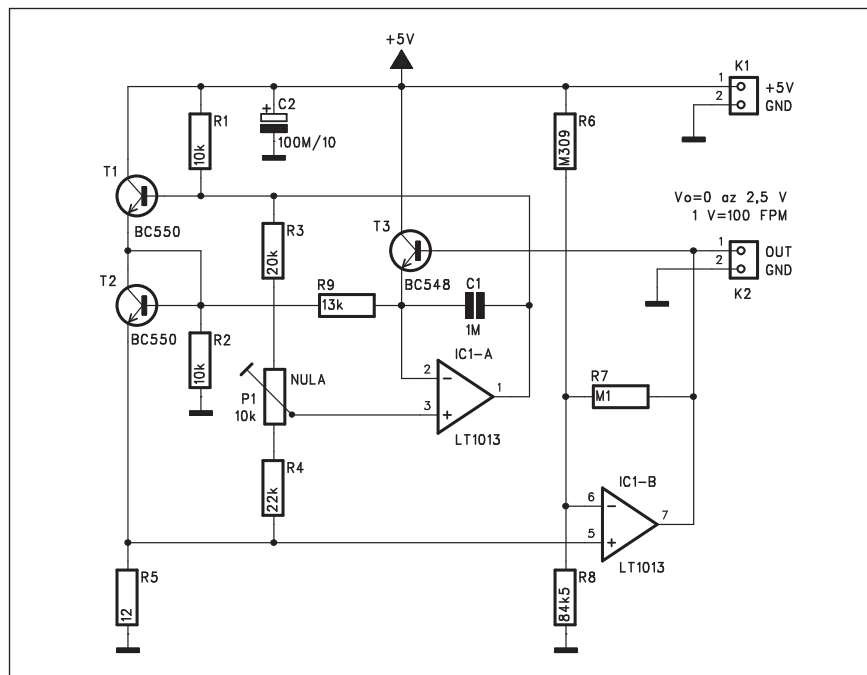 +5V
K1
1
+5V
2
GND
C2
+
100M/10
R1
10k
R6
M309
T1
BC550
Vo=0 az 2,5 V
1 V=100 FPM
T3
BC548
1
OUT
2
GND
K2
R3
20k
T2
BC550
R9
13k
C1
1M
R2
10k
IC1-A
2
-
3
+
1
LT1013
NULA
P1
10k
R7
M1
R4
22k
IC1-B
6
-
5
+
7
LT1013
R5
12
R8
84k5